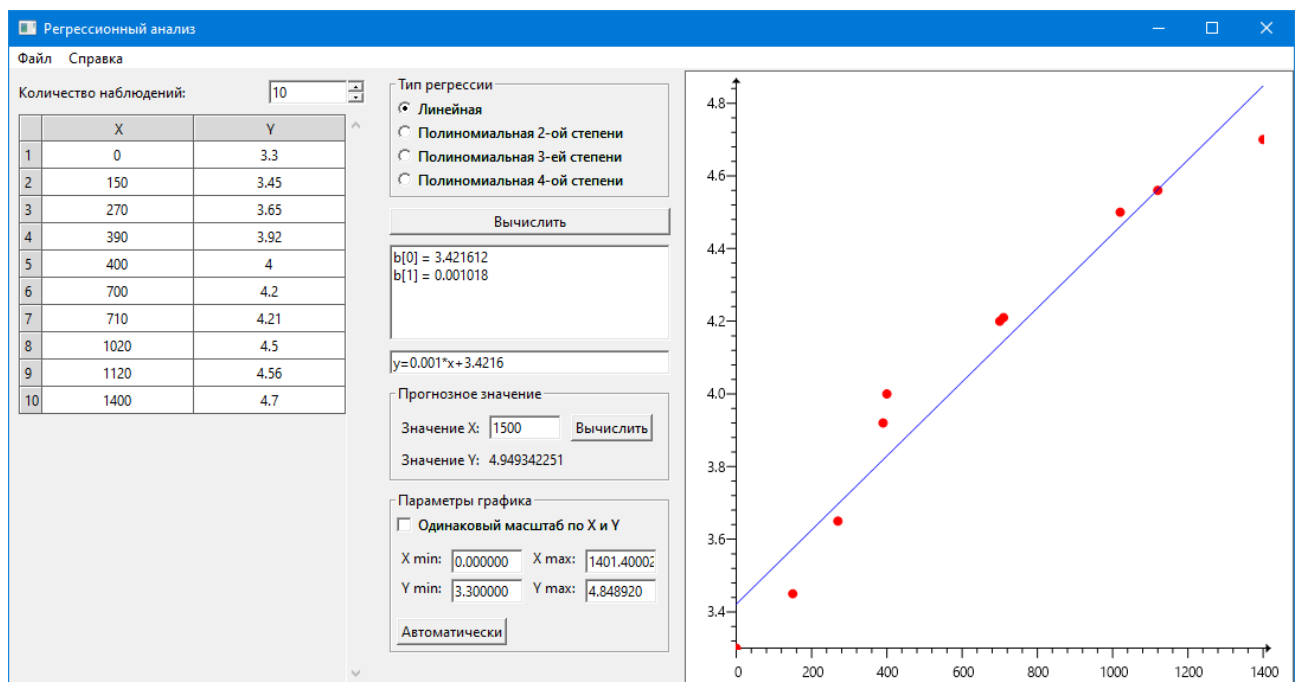 Регрессионный анализ
Файл Справка
Количество наблюдений: 10
X Y
1 0 3.3
2 150 3.45
3 270 3.65
4 390 3.92
5 400 4
6 700 4.2
7 710 4.21
8 1020 4.5
9 1120 4.56
10 1400 4.7
Тип регрессии
Линейная
Полиномиальная 2-ой степени
Полиномиальная 3-ей степени
Полиномиальная 4-ой степени
Вычислить
b[0] = 3.421612
b[1] = 0.001018
y=0.001*x+3.4216
Прогнозное значение
Значение X: 1500 Вычислить
Значение Y: 4.949342251
Параметры графика
Одинаковый масштаб по X и Y
X min: 0.000000 X max: 1401.40002
Y min: 3.300000 Y max: 4.848920
Автоматически
4.8
4.6
4.4
4.2
4.0
3.8
3.6
3.4
0 200 400 600 800 1000 1200 1400